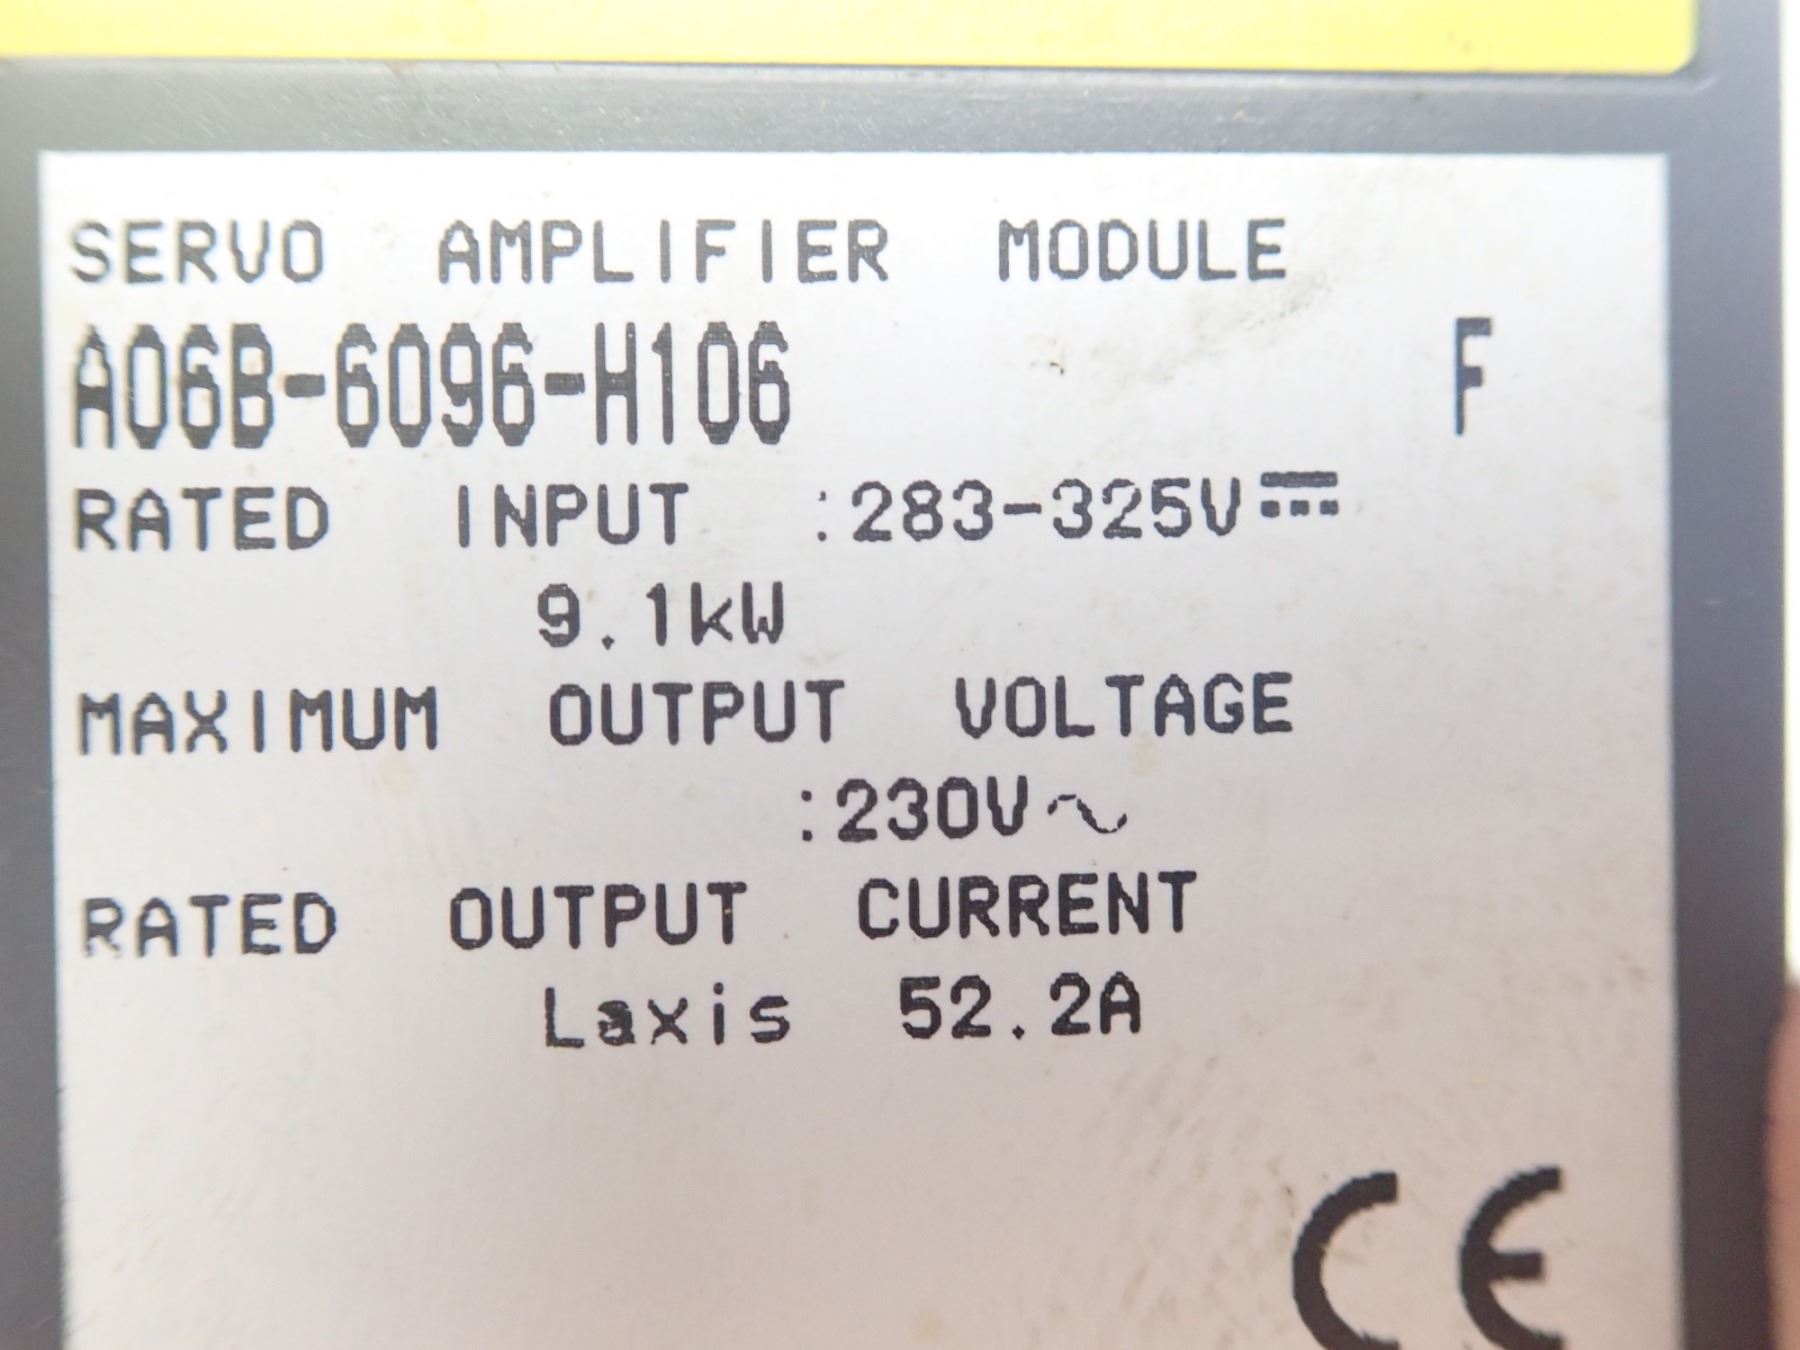 SERVO AMPLIFIER MODULE
A06B-6096-H106 F
RATED INPUT :283-325V⎓
9.1kW
MAXIMUM OUTPUT VOLTAGE
:230V～
RATED OUTPUT CURRENT
Laxis 52.2A
CE